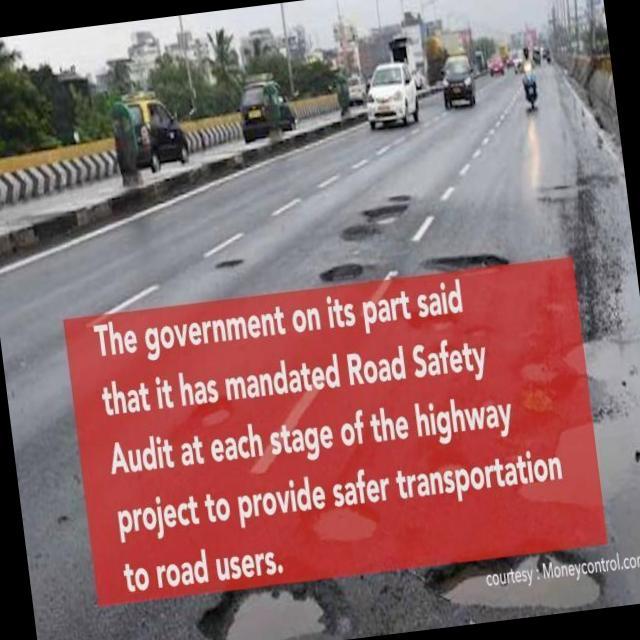 The government on its part said
that it has mandated Road Safety
Audit at each stage of the highway
project to provide safer transportation
to road users.
courtesy : Moneycontrol.com